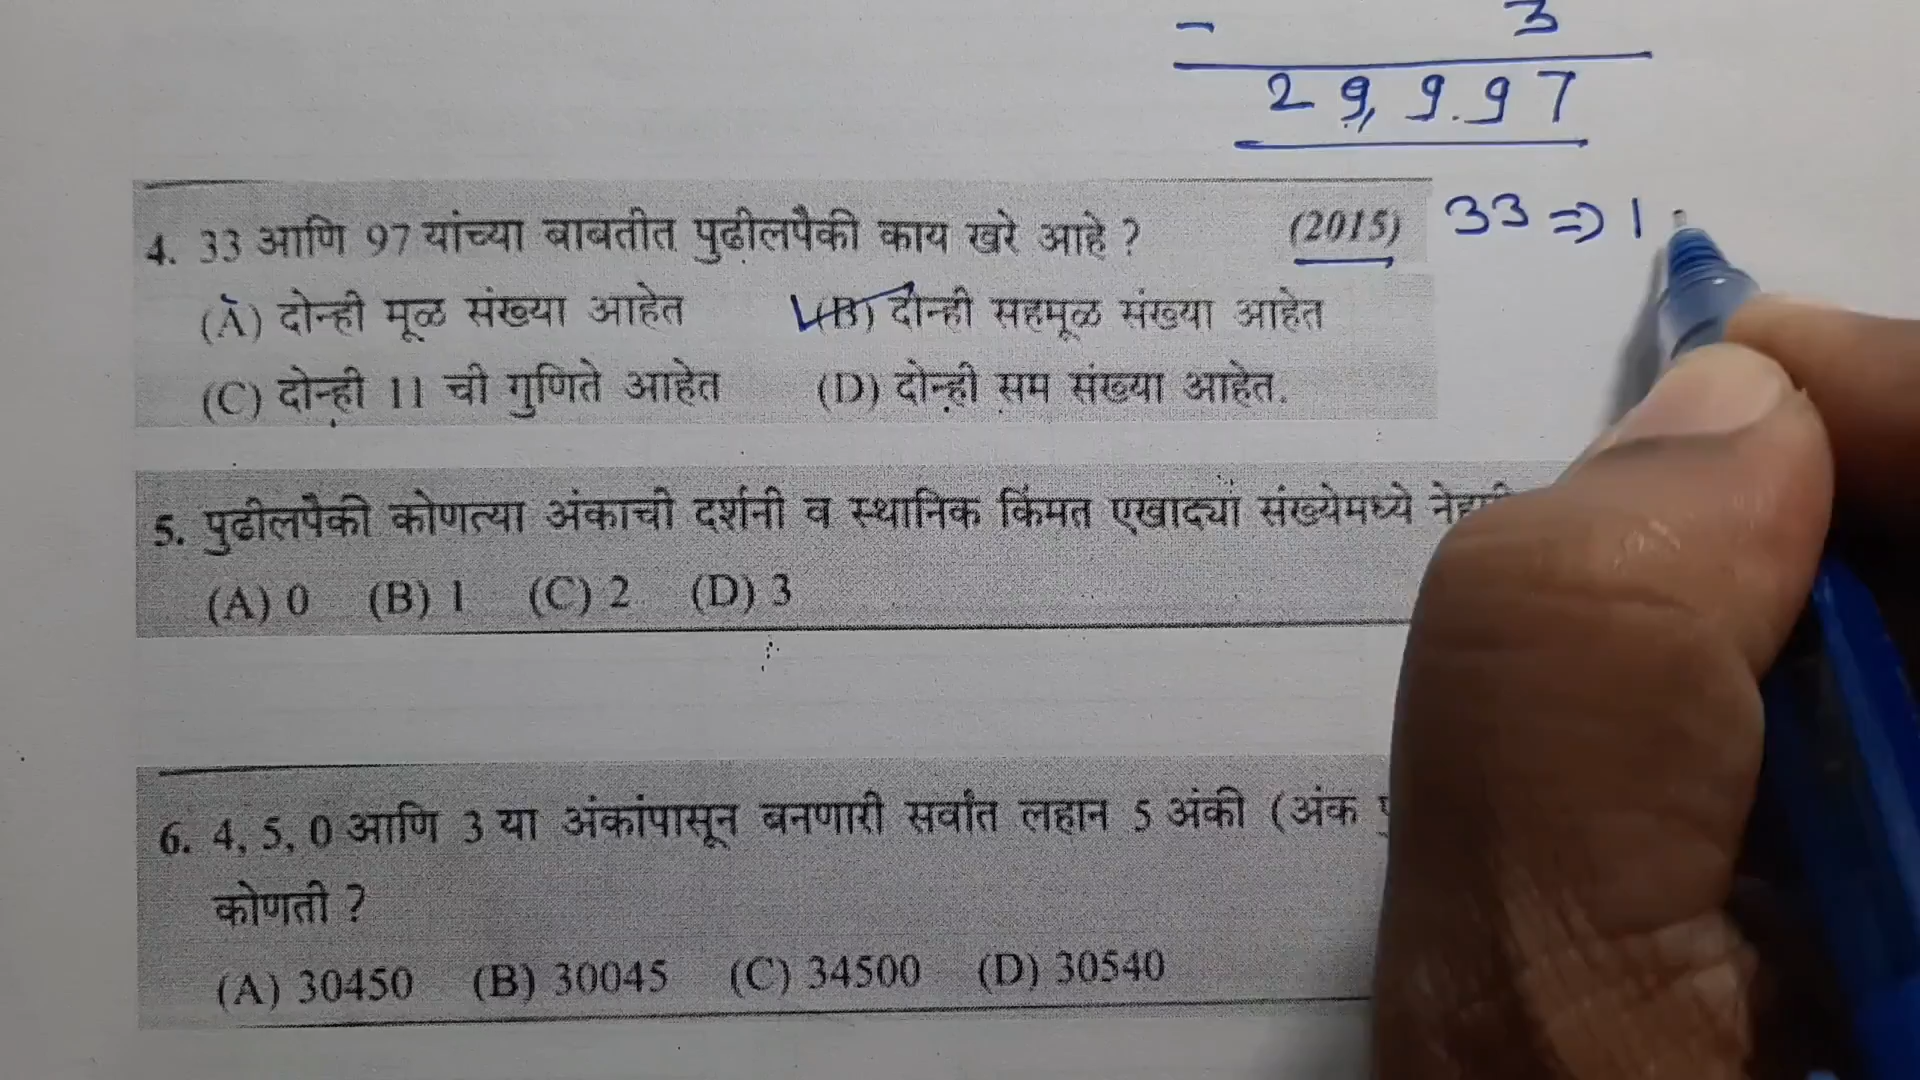 - 3
29,997
4. 33 आणि 97 यांच्या बाबतीत पुढीलपैकी काय खरे आहे ? (2015) 33 ⇒ 1
(A) दोन्ही मूळ संख्या आहेत (B) दोन्ही सहमूळ संख्या आहेत
(C) दोन्ही 11 ची गुणिते आहेत (D) दोन्ही सम संख्या आहेत.
5. पुढीलपैकी कोणत्या अंकाची दर्शनी व स्थानिक किंमत एखाद्या संख्येमध्ये
(A) 0 (B) 1 (C) 2 (D) 3
6. 4, 5, 0 आणि 3 या अंकांपासून बनणारी सर्वांत लहान 5 अंकी (अंक
कोणती ?
(A) 30450 (B) 30045 (C) 34500 (D) 30540